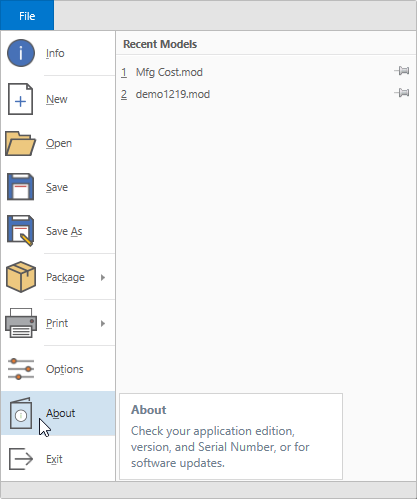 File
Recent Models
Info
1 Mfg Cost.mod
2 demo1219.mod
New
Open
Save
Save As
Package
Print
Options
About
Exit
About
Check your application edition,
version, and Serial Number, or for
software updates.